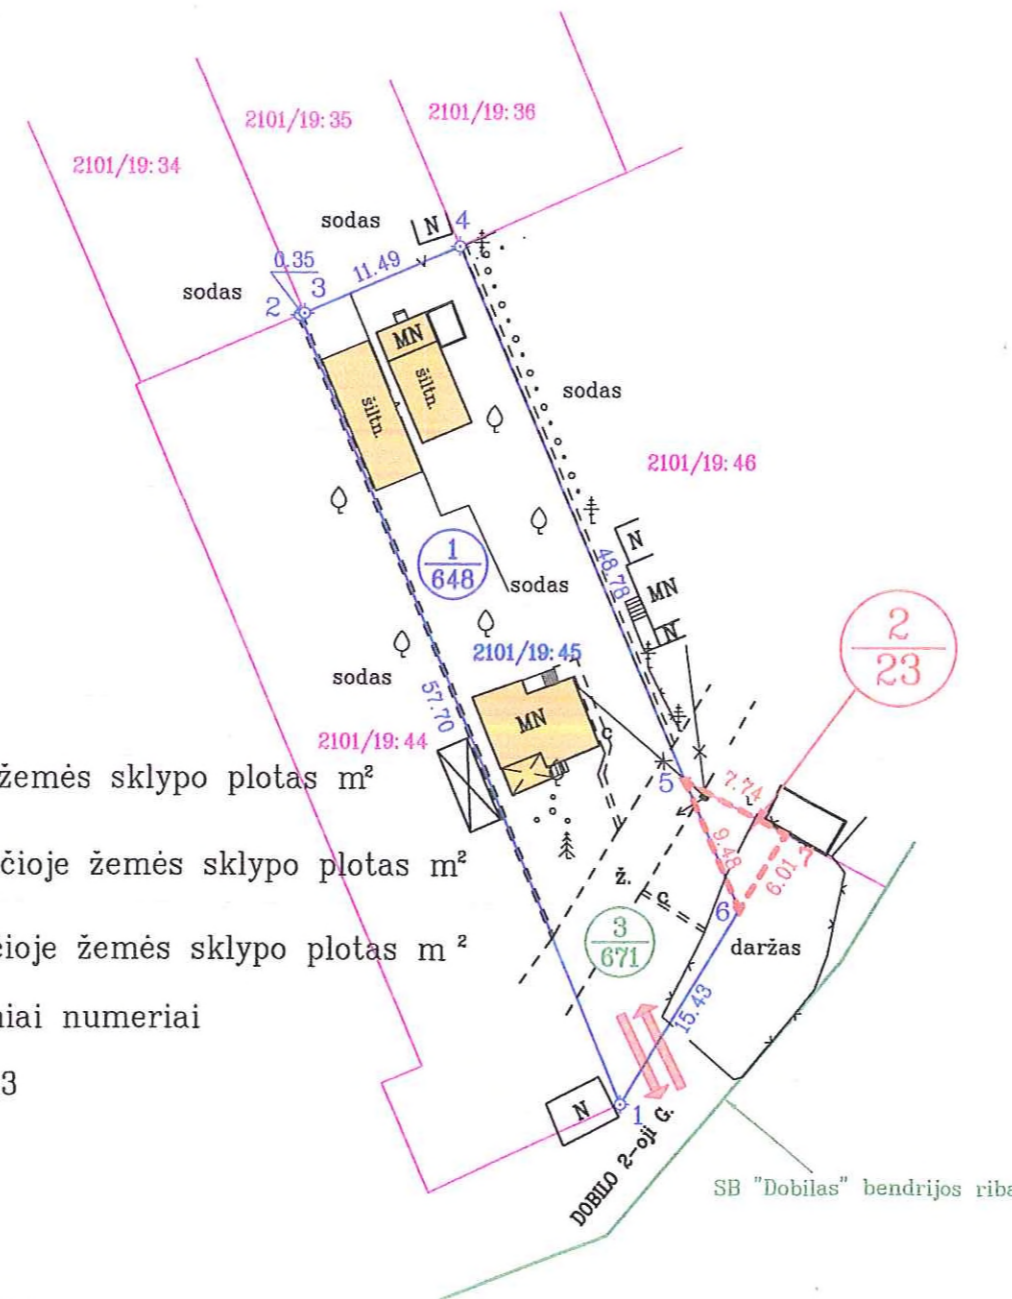 2101/19:34
2101/19:35
2101/19:36
sodas
N
4
0.35
3
11.49
2
sodas
MN
šiltn.
šiltn.
sodas
2101/19:46
1
648
48.78
N
MN
N
sodas
2
23
2101/19:45
sodas
57.70
MN
C
2101/19:44
žemės sklypo plotas m²
5
7.74
9.48
6.01
7
čioje žemės sklypo plotas m²
ž.
C
6
3
671
daržas
čioje žemės sklypo plotas m²
niai numeriai
15.43
3
N
1
DOBILO 2-oji G.
SB "Dobilas" bendrijos riba